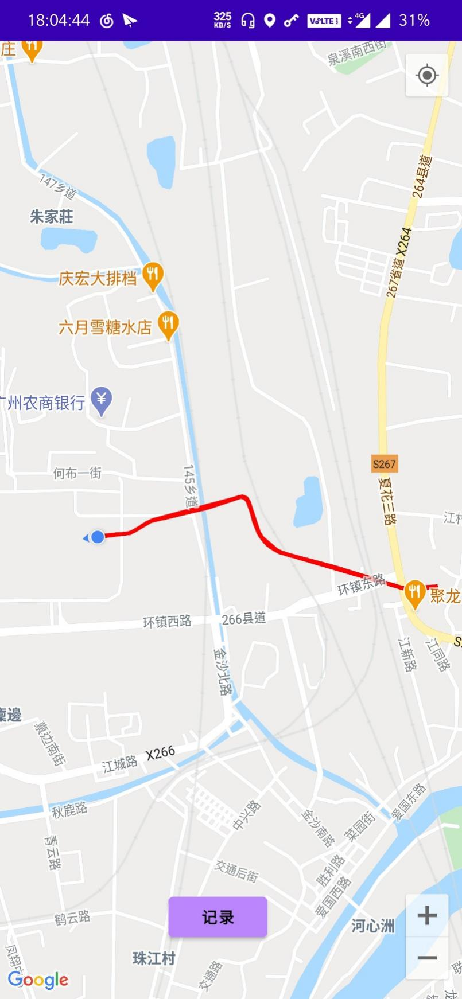 18:04:44
325
KB/S
VoLTE
4G
31%
庄
泉溪南西街
264县道
147乡道
朱家莊
267省道 X264
庆宏大排档
六月雪糖水店
广州农商银行
¥
S267
何布一街
145乡道
夏花三路
江村
环镇东路
聚龙
环镇西路
266县道
江新路
江同路
金沙北路
禀边南街
X266
江城路
秋鹿路
中兴路
爱国东路
菜园街
金沙南路
青云路
胜利路
交通后街
爱国西路
鹤云路
记录
河心洲
珠江村
交通路
Google